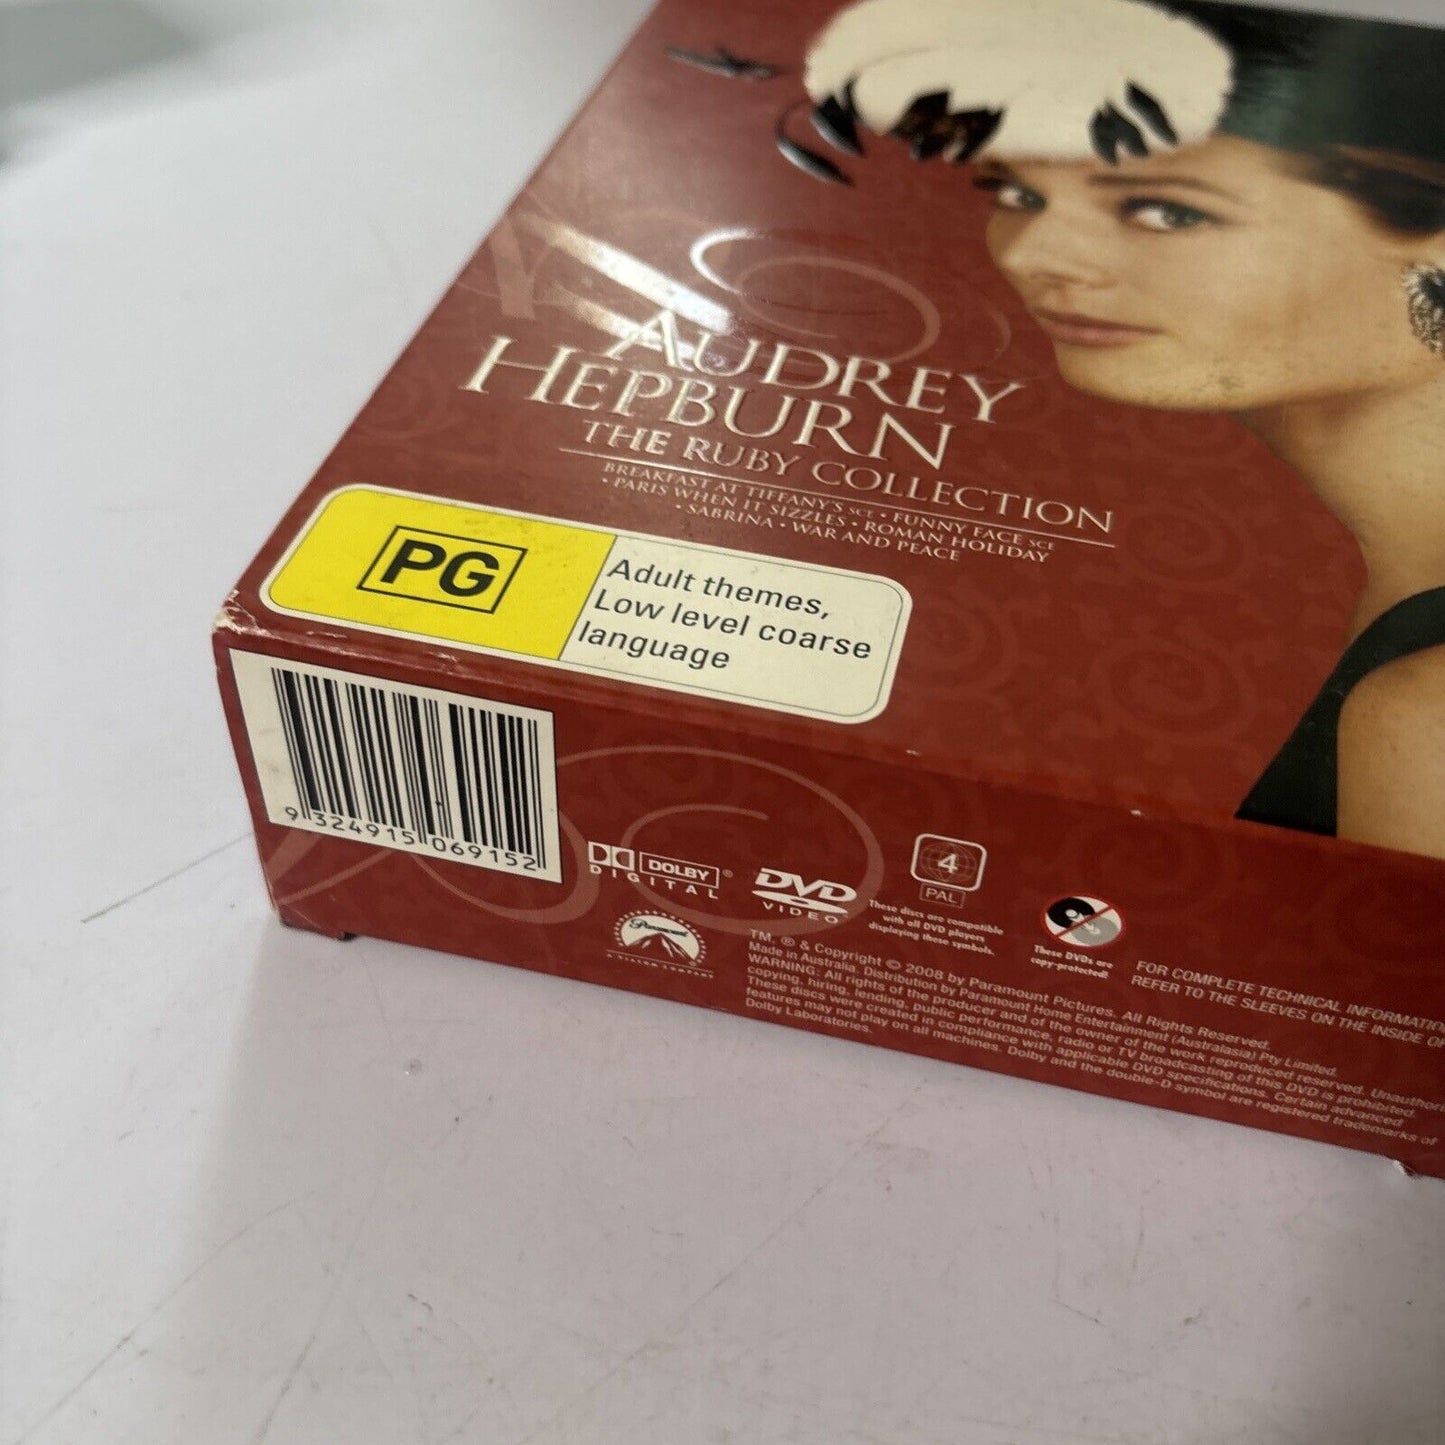 AUDREY
HEPBURN
THE RUBY COLLECTION
BREAKFAST AT TIFFANY'S SCE • FUNNY FACE SCE
• PARIS WHEN IT SIZZLES • ROMAN HOLIDAY
• SABRINA • WAR AND PEACE
PG
Adult themes,
Low level coarse
language
9 324915 069152
DOLBY
DIGITAL
DVD
VIDEO
4
PAL
These discs are compatible
with all DVD players
displaying these symbols.
These DVDs are
copy-protected!
Paramount
A VIACOM COMPANY
FOR COMPLETE TECHNICAL INFORMATION
REFER TO THE SLEEVES ON THE INSIDE OF
TM, ® & Copyright © 2008 by Paramount Pictures. All Rights Reserved.
Made in Australia. Distribution by Paramount Home Entertainment (Australasia) Pty Limited.
WARNING: All rights of the producer and of the owner of the work reproduced reserved. Unauthori
copying, hiring, lending, public performance, radio or TV broadcasting of this DVD is prohibited.
These discs were created in compliance with applicable DVD specifications. Certain advanced
features may not play on all machines. Dolby and the double-D symbol are registered trademarks of
Dolby Laboratories.